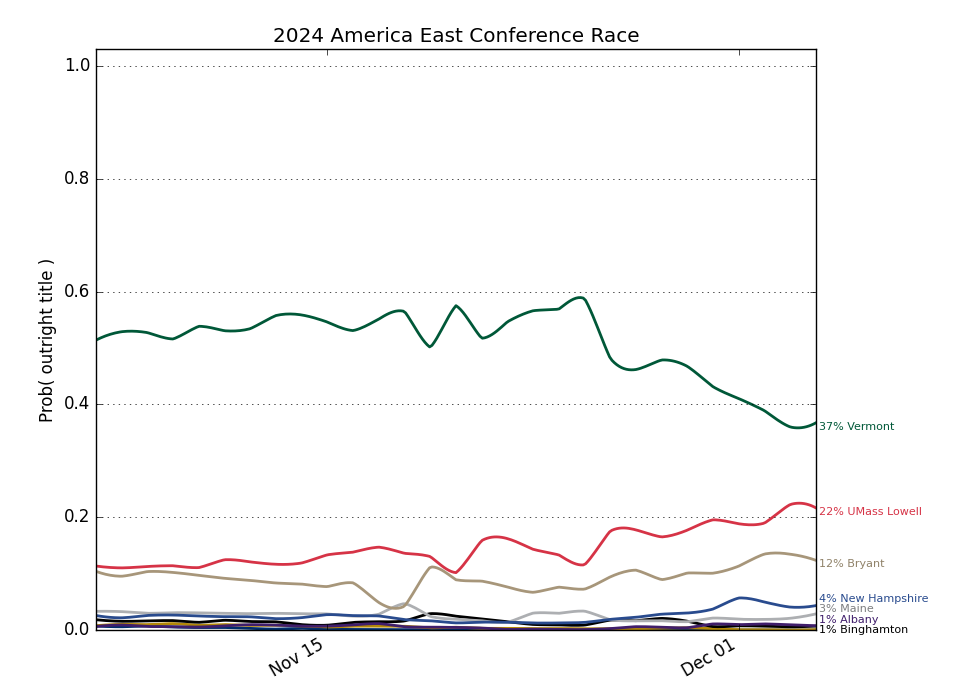 2024 America East Conference Race
Prob( outright title )
1.0
0.8
0.6
0.4
0.2
0.0
Nov 15
Dec 01
37% Vermont
22% UMass Lowell
12% Bryant
4% New Hampshire
3% Maine
1% Albany
1% Binghamton